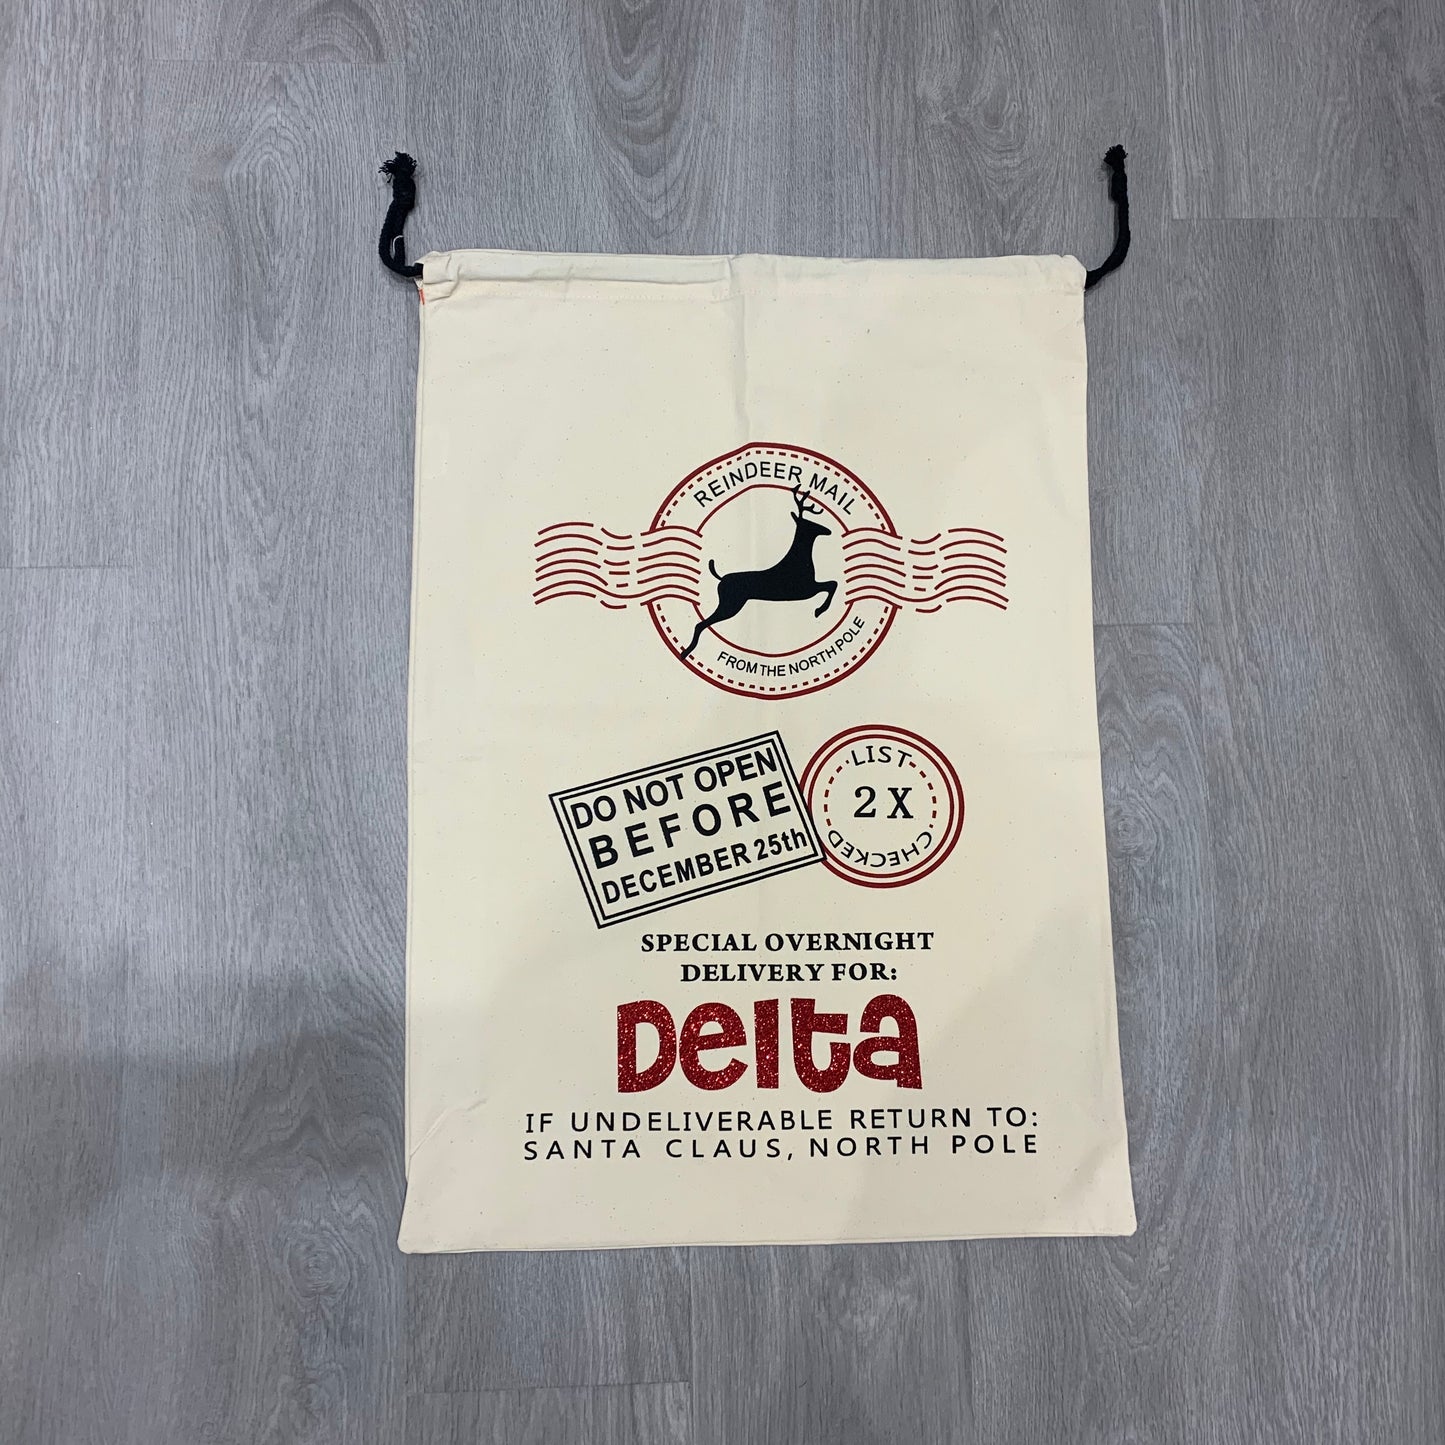 REINDEER MAIL
FROM THE NORTH POLE
DO NOT OPEN
BEFORE
DECEMBER 25th
LIST
2 X
CHECKED
SPECIAL OVERNIGHT
DELIVERY FOR:
Delta
IF UNDELIVERABLE RETURN TO:
SANTA CLAUS, NORTH POLE